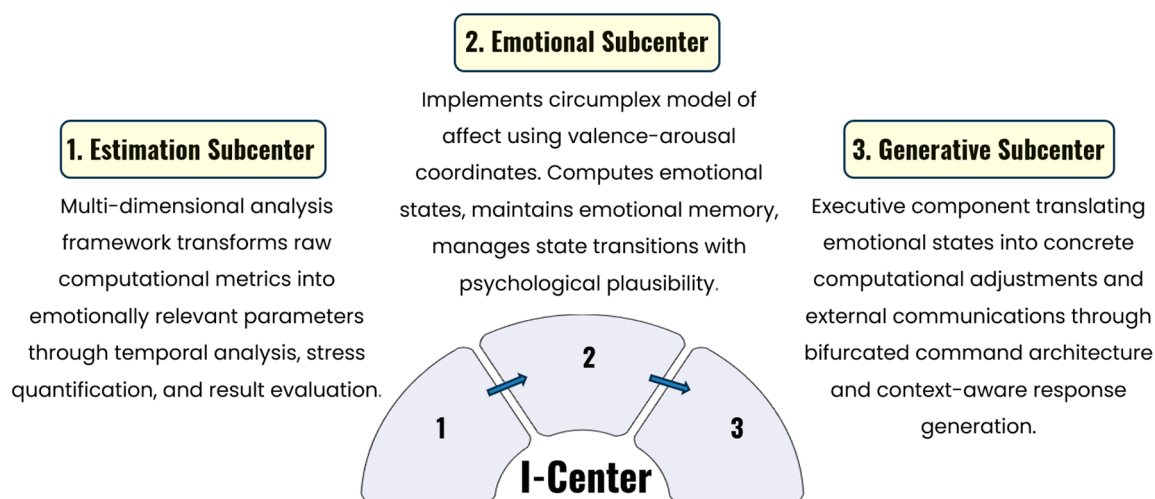 1. Estimation Subcenter
Multi-dimensional analysis
framework transforms raw
computational metrics into
emotionally relevant parameters
through temporal analysis, stress
quantification, and result evaluation.
2. Emotional Subcenter
Implements circumplex model of
affect using valence-arousal
coordinates. Computes emotional
states, maintains emotional memory,
manages state transitions with
psychological plausibility.
3. Generative Subcenter
Executive component translating
emotional states into concrete
computational adjustments and
external communications through
bifurcated command architecture
and context-aware response
generation.
1
2
3
I-Center